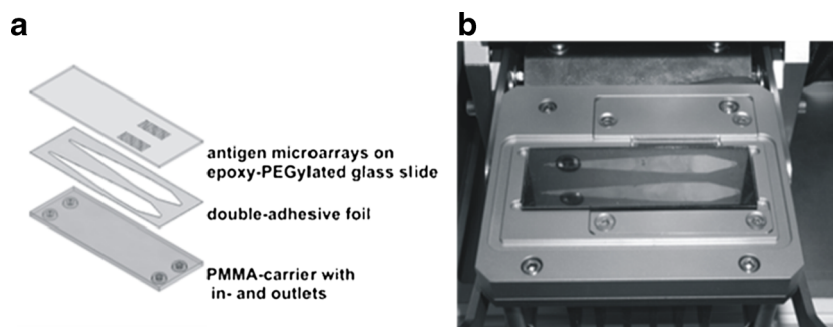 a
b
antigen microarrays on
epoxy-PEGylated glass slide
double-adhesive foil
PMMA-carrier with
in- and outlets